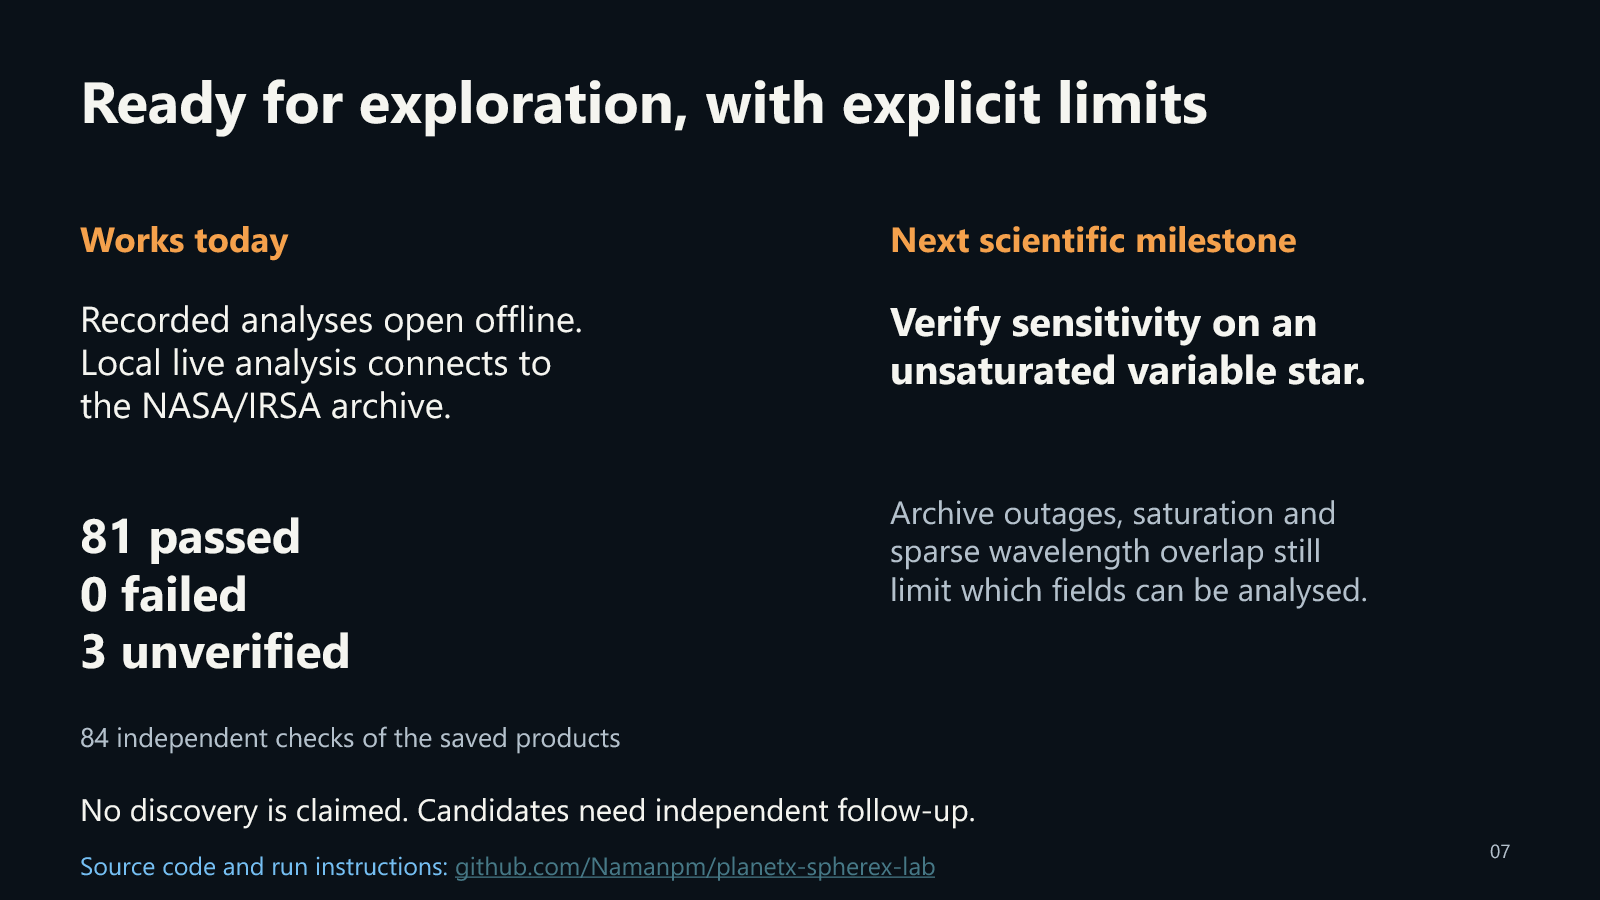 Ready for exploration, with explicit limits
Works today
Recorded analyses open offline.
Local live analysis connects to
the NASA/IRSA archive.
81 passed
0 failed
3 unverified
84 independent checks of the saved products
Next scientific milestone
Verify sensitivity on an
unsaturated variable star.
Archive outages, saturation and
sparse wavelength overlap still
limit which fields can be analysed.
No discovery is claimed. Candidates need independent follow-up.
Source code and run instructions: github.com/Namanpm/planetx-spherex-lab
07